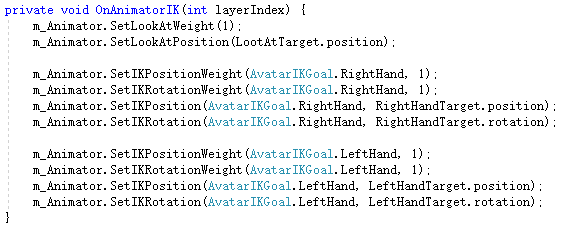 private void OnAnimatorIK(int layerIndex) {
m_Animator.SetLookAtWeight(1);
m_Animator.SetLookAtPosition(LootAtTarget.position);
m_Animator.SetIKPositionWeight(AvatarIKGoal.RightHand, 1);
m_Animator.SetIKRotationWeight(AvatarIKGoal.RightHand, 1);
m_Animator.SetIKPosition(AvatarIKGoal.RightHand, RightHandTarget.position);
m_Animator.SetIKRotation(AvatarIKGoal.RightHand, RightHandTarget.rotation);
m_Animator.SetIKPositionWeight(AvatarIKGoal.LeftHand, 1);
m_Animator.SetIKRotationWeight(AvatarIKGoal.LeftHand, 1);
m_Animator.SetIKPosition(AvatarIKGoal.LeftHand, LeftHandTarget.position);
m_Animator.SetIKRotation(AvatarIKGoal.LeftHand, LeftHandTarget.rotation);
}